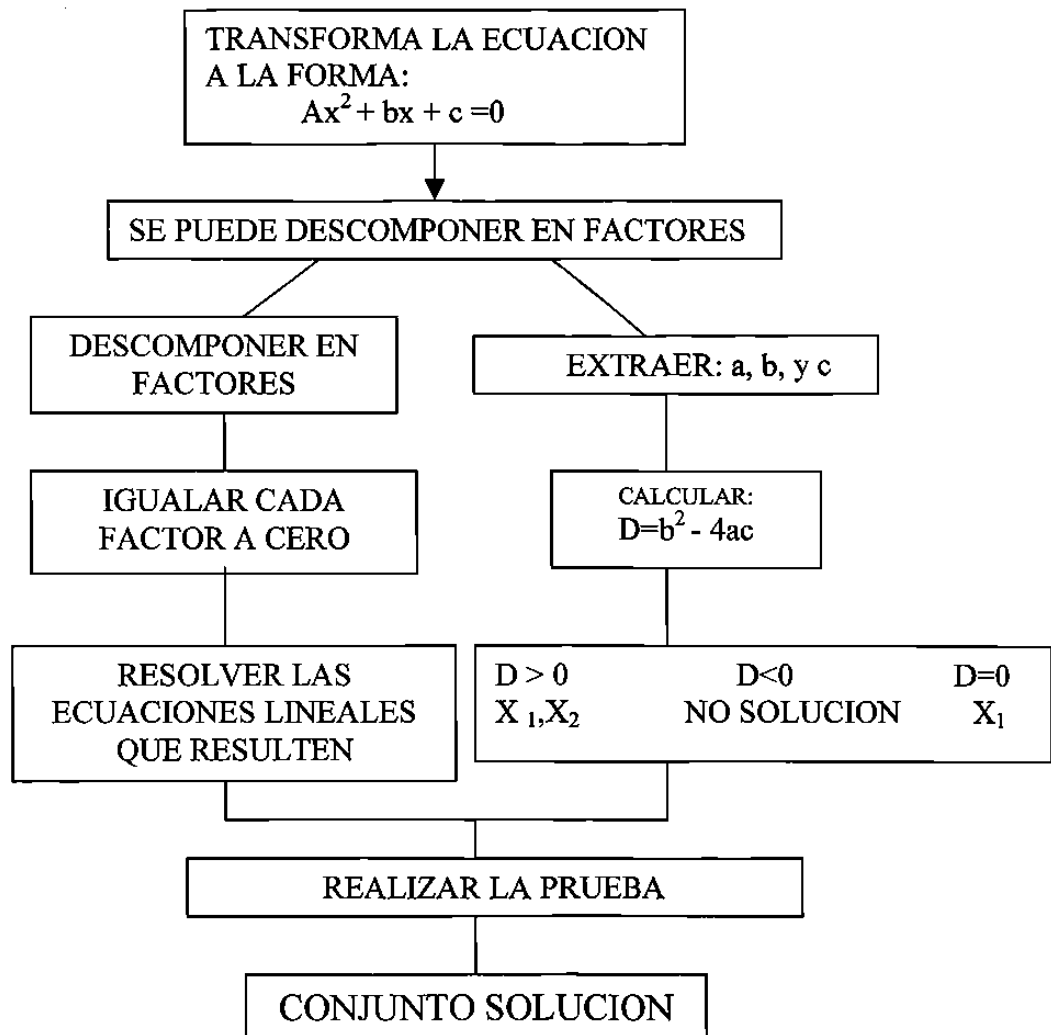 TRANSFORMA LA ECUACION
A LA FORMA:
Ax² + bx + c =0
SE PUEDE DESCOMPONER EN FACTORES
DESCOMPONER EN
FACTORES
EXTRAER: a, b, y c
IGUALAR CADA
FACTOR A CERO
CALCULAR:
D=b² - 4ac
RESOLVER LAS
ECUACIONES LINEALES
QUE RESULTEN
D > 0 D<0 D=0
X ₁,X₂ NO SOLUCION X₁
REALIZAR LA PRUEBA
CONJUNTO SOLUCION